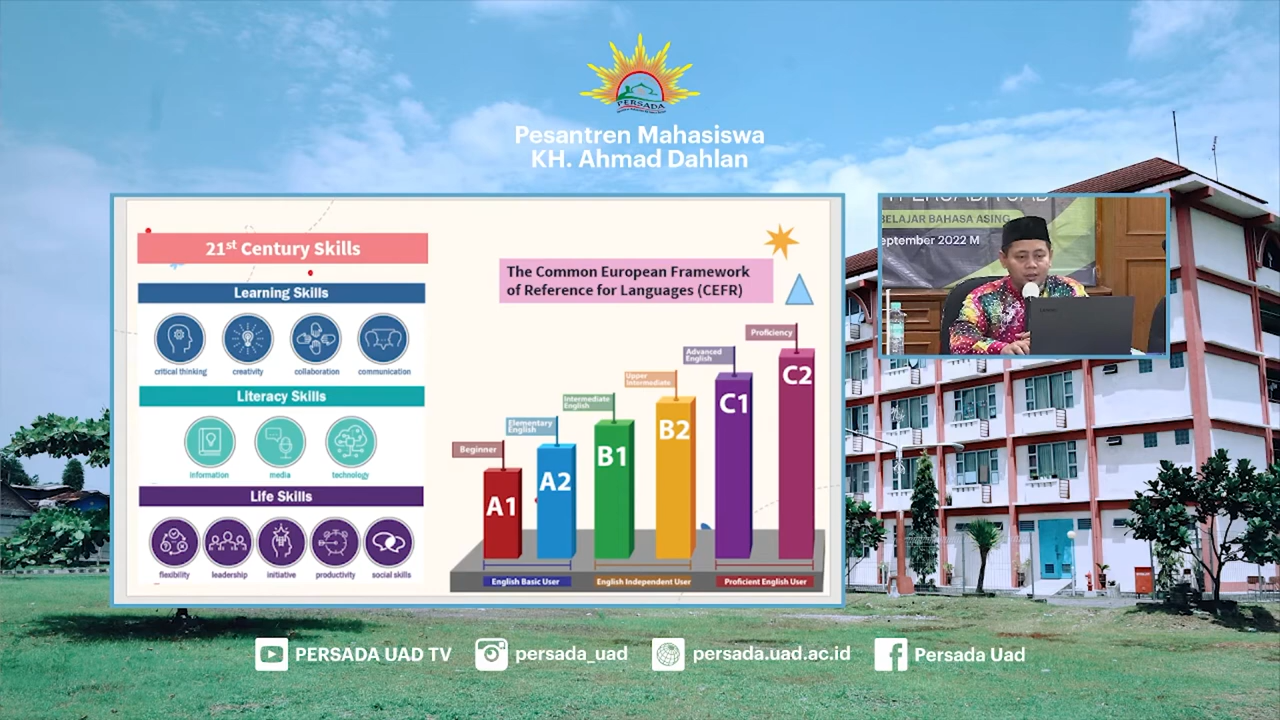 PERSADA
Pesantren Mahasiswa
KH. Ahmad Dahlan
21st Century Skills
Learning Skills
critical thinking
creativity
collaboration
communication
Literacy Skills
information
media
technology
Life Skills
flexibility
leadership
initiative
productivity
social skills
The Common European Framework
of Reference for Languages (CEFR)
Beginner
Elementary
English
Intermediate
English
Upper
Intermediate
Advanced
English
Proficiency
A1
A2
B1
B2
C1
C2
English Basic User
English Independent User
Proficient English User
PERSADA UAD
BELAJAR BAHASA ASING
eptember 2022 M
PERSADA UAD TV
persada_uad
persada.uad.ac.id
Persada Uad